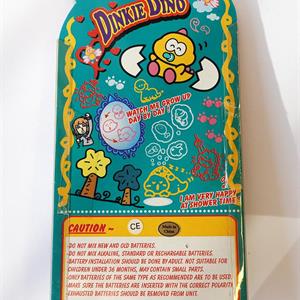 DINKIE DINO
WATCH ME GROW UP
DAY BY DAY!
I AM VERY HAPPY
AT SHOWER TIME
CAUTION ~
CE
Made in
China
DO NOT MIX NEW AND OLD BATTERIES.
DO NOT MIX ALKALINE, STANDARD OR RECHARGABLE BATTERIES.
BATTERY INSTALLATION SHOULD BE DONE BY ADULT. NOT SUITABLE FOR
CHILDREN UNDER 36 MONTHS, MAY CONTAIN SMALL PARTS.
ONLY BATTERIES OF THE SAME TYPE AS RECOMMENDED ARE TO BE USED.
MAKE SURE THE BATTERIES ARE INSERTED WITH THE CORRECT POLARITY
EXHAUSTED BATTERIES SHOULD BE REMOVED FROM UNIT.